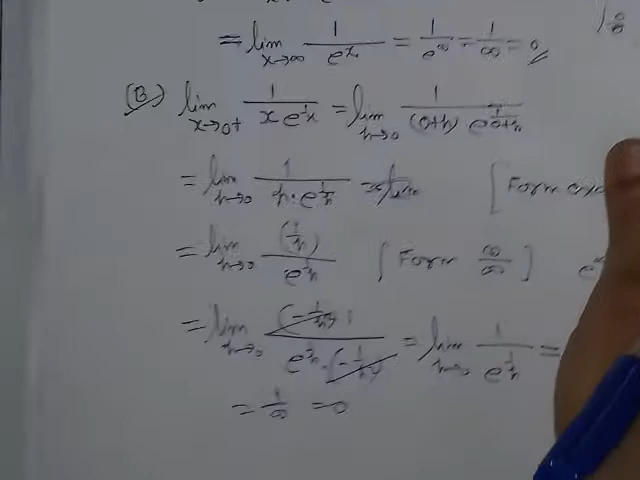 = lim x→∞ 1/e^x = 1/e^∞ = 1/∞ = 0
(B) lim x→0+ 1/(x e^(1/x)) = lim h→0 1/((0+h) e^(1/(0+h)))
= lim h→0 1/(h·e^(1/h)) [Form
= lim h→0 (1/h)/e^(1/h) [Form ∞/∞]
= lim h→0 (-1/h²)·1/(e^(1/h)·(-1/h²)) = lim h→0 1/e^(1/h) =
= 1/∞ = 0